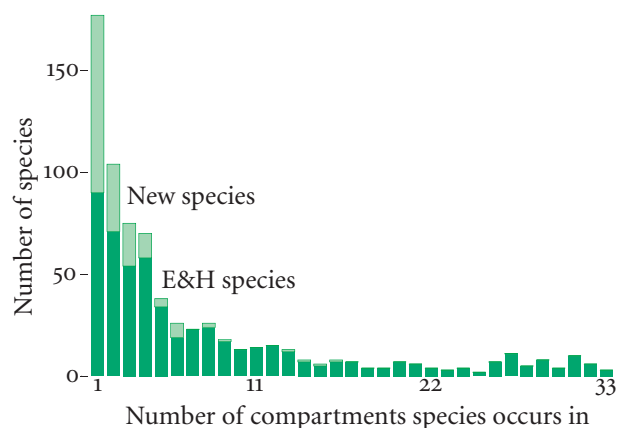 150
100
50
0
Number of species
New species
E&H species
1 11 22 33
Number of compartments species occurs in